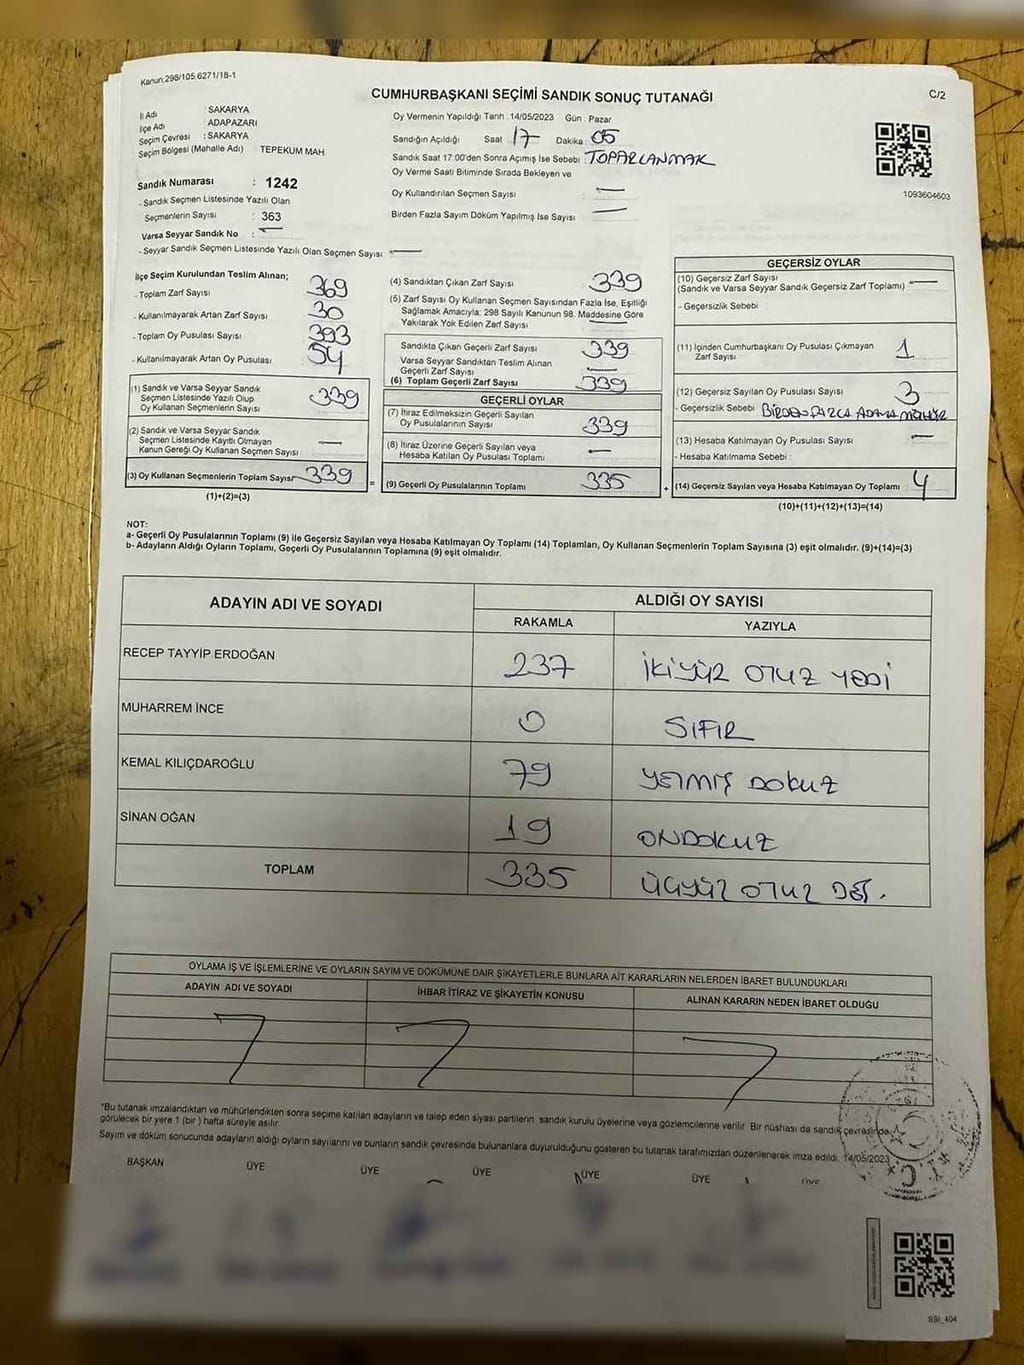 Kanun:298/105.6271/18-1
CUMHURBAŞKANI SEÇİMİ SANDIK SONUÇ TUTANAĞI
C/2
İl Adı : SAKARYA
İlçe Adı : ADAPAZARI
Seçim Çevresi : SAKARYA
Seçim Bölgesi (Mahalle Adı) TEPEKUM MAH.
Sandık Numarası : 1242
- Sandık Seçmen Listesinde Yazılı Olan
Seçmenlerin Sayısı : 363
Varsa Seyyar Sandık No : —
- Seyyar Sandık Seçmen Listesinde Yazılı Olan Seçmen Sayısı : —
Oy Vermenin Yapıldığı Tarih : 14/05/2023 Gün : Pazar
Sandığın Açıldığı Saat 17 Dakika : 05
Sandık Saat 17.00'den Sonra Açımış İse Sebebi : TOPARLANMAK
Oy Verme Saati Bitiminde Sırada Bekleyen ve
Oy Kullandırılan Seçmen Sayısı : —
Birden Fazla Sayım Döküm Yapılmış İse Sayısı : —
1093604603
İlçe Seçim Kurulundan Teslim Alınan;
- Toplam Zarf Sayısı : 369
- Kullanılmayarak Artan Zarf Sayısı : 30
- Toplam Oy Pusulası Sayısı : 393
- Kullanılmayarak Artan Oy Pusulası : 54
(1) Sandık ve Varsa Seyyar Sandık
Seçmen Listesinde Yazılı Olup
Oy Kullanan Seçmenlerin Sayısı : 339
(2) Sandık ve Varsa Seyyar Sandık
Seçmen Listesinde Kayıtlı Olmayan
Kanun Gereği Oy Kullanan Seçmen Sayısı : —
(3) Oy Kullanan Seçmenlerin Toplam Sayısı : 339
(1)+(2)=(3)
=
(4) Sandıktan Çıkan Zarf Sayısı : 339
(5) Zarf Sayısı Oy Kullanan Seçmen Sayısından Fazla İse, Eşitliği
Sağlamak Amacıyla; 298 Sayılı Kanunun 98. Maddesine Göre
Yakılarak Yok Edilen Zarf Sayısı : —
Sandıkta Çıkan Geçerli Zarf Sayısı : 339
Varsa Seyyar Sandıktan Teslim Alınan
Geçerli Zarf Sayısı : —
(6) Toplam Geçerli Zarf Sayısı : 339
GEÇERLİ OYLAR
(7) İtiraz Edilmeksizin Geçerli Sayılan
Oy Pusulalarının Sayısı : 339
(8) İtiraz Üzerine Geçerli Sayılan veya
Hesaba Katılan Oy Pusulası Toplamı : —
(9) Geçerli Oy Pusulalarının Toplamı : 335
+
GEÇERSİZ OYLAR
(10) Geçersiz Zarf Sayısı
(Sandık ve Varsa Seyyar Sandık Geçersiz Zarf Toplamı) : —
- Geçersizlik Sebebi
(11) İçinden Cumhurbaşkanı Oy Pusulası Çıkmayan
Zarf Sayısı : 1
(12) Geçersiz Sayılan Oy Pusulası Sayısı : 3
- Geçersizlik Sebebi : BİRDEN FAZLA ADAMA MÜHÜR
(13) Hesaba Katılmayan Oy Pusulası Sayısı : —
- Hesaba Katılmama Sebebi :
(14) Geçersiz Sayılan veya Hesaba Katılmayan Oy Toplamı : 4
(10)+(11)+(12)+(13)=(14)
NOT:
a- Geçerli Oy Pusulalarının Toplamı (9) ile Geçersiz Sayılan veya Hesaba Katılmayan Oy Toplamı (14) Toplamları, Oy Kullanan Seçmenlerin Toplam Sayısına (3) eşit olmalıdır. (9)+(14)=(3)
b- Adayların Aldığı Oyların Toplamı, Geçerli Oy Pusulalarının Toplamına (9) eşit olmalıdır.
ADAYIN ADI VE SOYADI ALDIĞI OY SAYISI
RAKAMLA YAZIYLA
RECEP TAYYİP ERDOĞAN 237 İKİYÜZ OTUZ YEDİ
MUHARREM İNCE 0 SIFIR
KEMAL KILIÇDAROĞLU 79 YETMİŞ DOKUZ
SİNAN OĞAN 19 ONDOKUZ
TOPLAM 335 ÜÇYÜZ OTUZ BEŞ.
OYLAMA İŞ VE İŞLEMLERİNE VE OYLARIN SAYIM VE DÖKÜMÜNE DAİR ŞİKAYETLERLE BUNLARA AİT KARARLARIN NELERDEN İBARET BULUNDUKLARI
ADAYIN ADI VE SOYADI İHBAR İTİRAZ VE ŞİKAYETİN KONUSU ALINAN KARARIN NEDEN İBARET OLDUĞU
*Bu tutanak imzalandıktan ve mühürlendikten sonra seçime katılan adayların ve talep eden siyasi partilerin sandık kurulu üyelerine veya gözlemcilerine verilir. Bir nüshası da sandık çevresinde
görülecek bir yere 1 (bir) hafta süreyle asılır.
Sayım ve döküm sonucunda adayların aldığı oyların sayılarını ve bunların sandık çevresinde bulunanlara duyurulduğunu gösteren bu tutanak tarafımızdan düzenlenerek imza edildi. 14/05/2023
BAŞKAN ÜYE ÜYE ÜYE ÜYE ÜYE ÜYE
T.C.
SSI_404